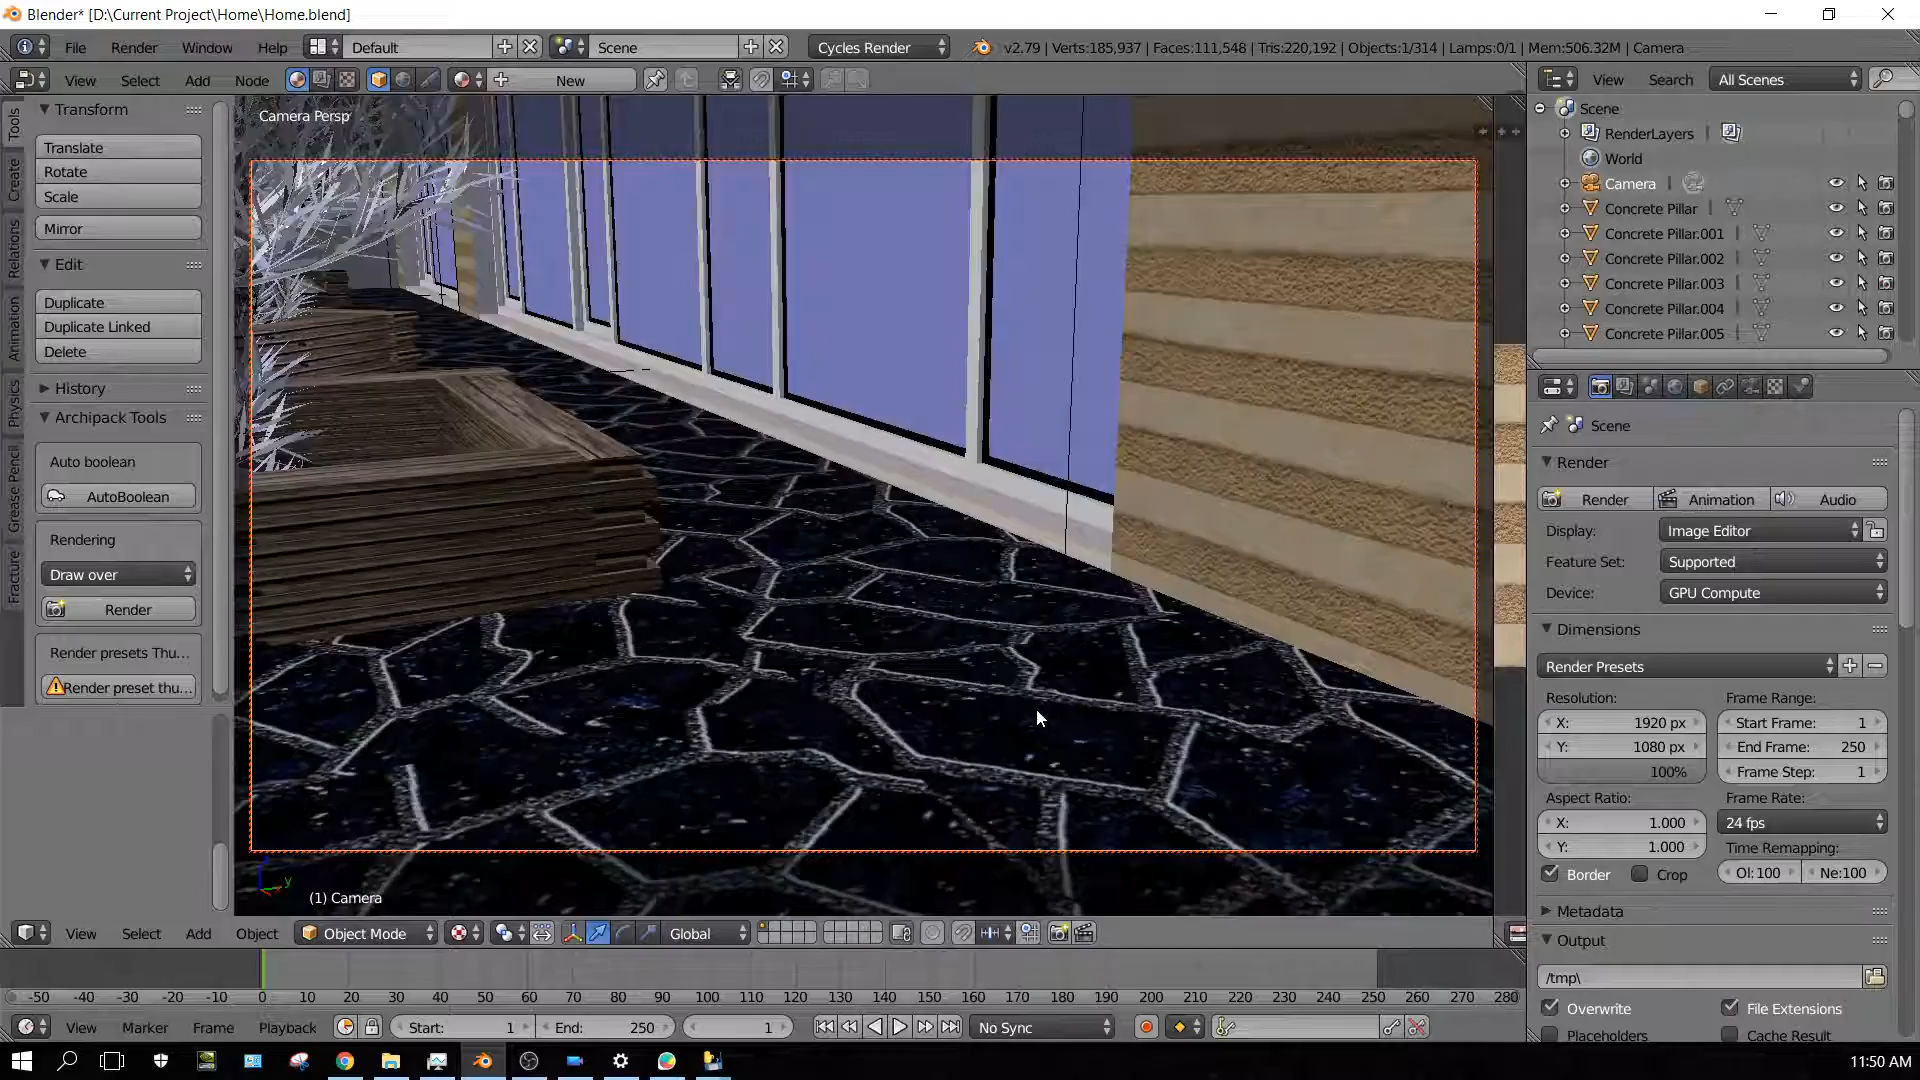 Blender* [D:\Current Project\Home\Home.blend]
File Render Window Help Default Scene Cycles Render v2.79 | Verts:185,937 | Faces:111,548 | Tris:220,192 | Objects:1/314 | Lamps:0/1 | Mem:506.32M | Camera
View Select Add Node New
View Search All Scenes
Tools
Create
Relations
Animation
Physics
Grease Pencil
Fracture
Transform
Translate
Rotate
Scale
Mirror
Edit
Duplicate
Duplicate Linked
Delete
History
Archipack Tools
Auto boolean
AutoBoolean
Rendering
Draw over
Render
Render presets Thu...
Render preset thu...
Camera Persp
(1) Camera
Scene
RenderLayers
World
Camera
Concrete Pillar
Concrete Pillar.001
Concrete Pillar.002
Concrete Pillar.003
Concrete Pillar.004
Concrete Pillar.005
Scene
Render
Render Animation Audio
Display: Image Editor
Feature Set: Supported
Device: GPU Compute
Dimensions
Render Presets
Resolution: Frame Range:
X: 1920 px Start Frame: 1
Y: 1080 px End Frame: 250
100% Frame Step: 1
Aspect Ratio: Frame Rate:
X: 1.000 24 fps
Y: 1.000 Time Remapping:
Border Crop Ol:100 Ne:100
Metadata
Output
/tmp\
Overwrite File Extensions
Placeholders Cache Result
View Select Add Object Object Mode Global
-50 -40 -30 -20 -10 0 10 20 30 40 50 60 70 80 90 100 110 120 130 140 150 160 170 180 190 200 210 220 230 240 250 260 270 280
View Marker Frame Playback Start: 1 End: 250 1 No Sync
11:50 AM